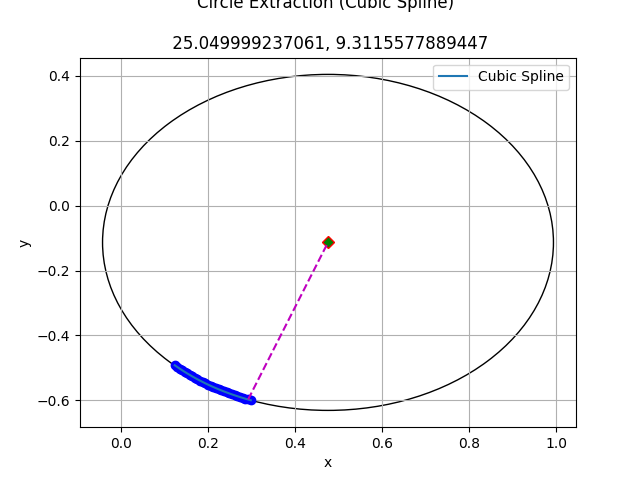 Circle Extraction (Cubic Spline)
25.049999237061, 9.3115577889447
Cubic Spline
0.4
0.2
0.0
−0.2
−0.4
−0.6
y
0.0 0.2 0.4 0.6 0.8 1.0
x